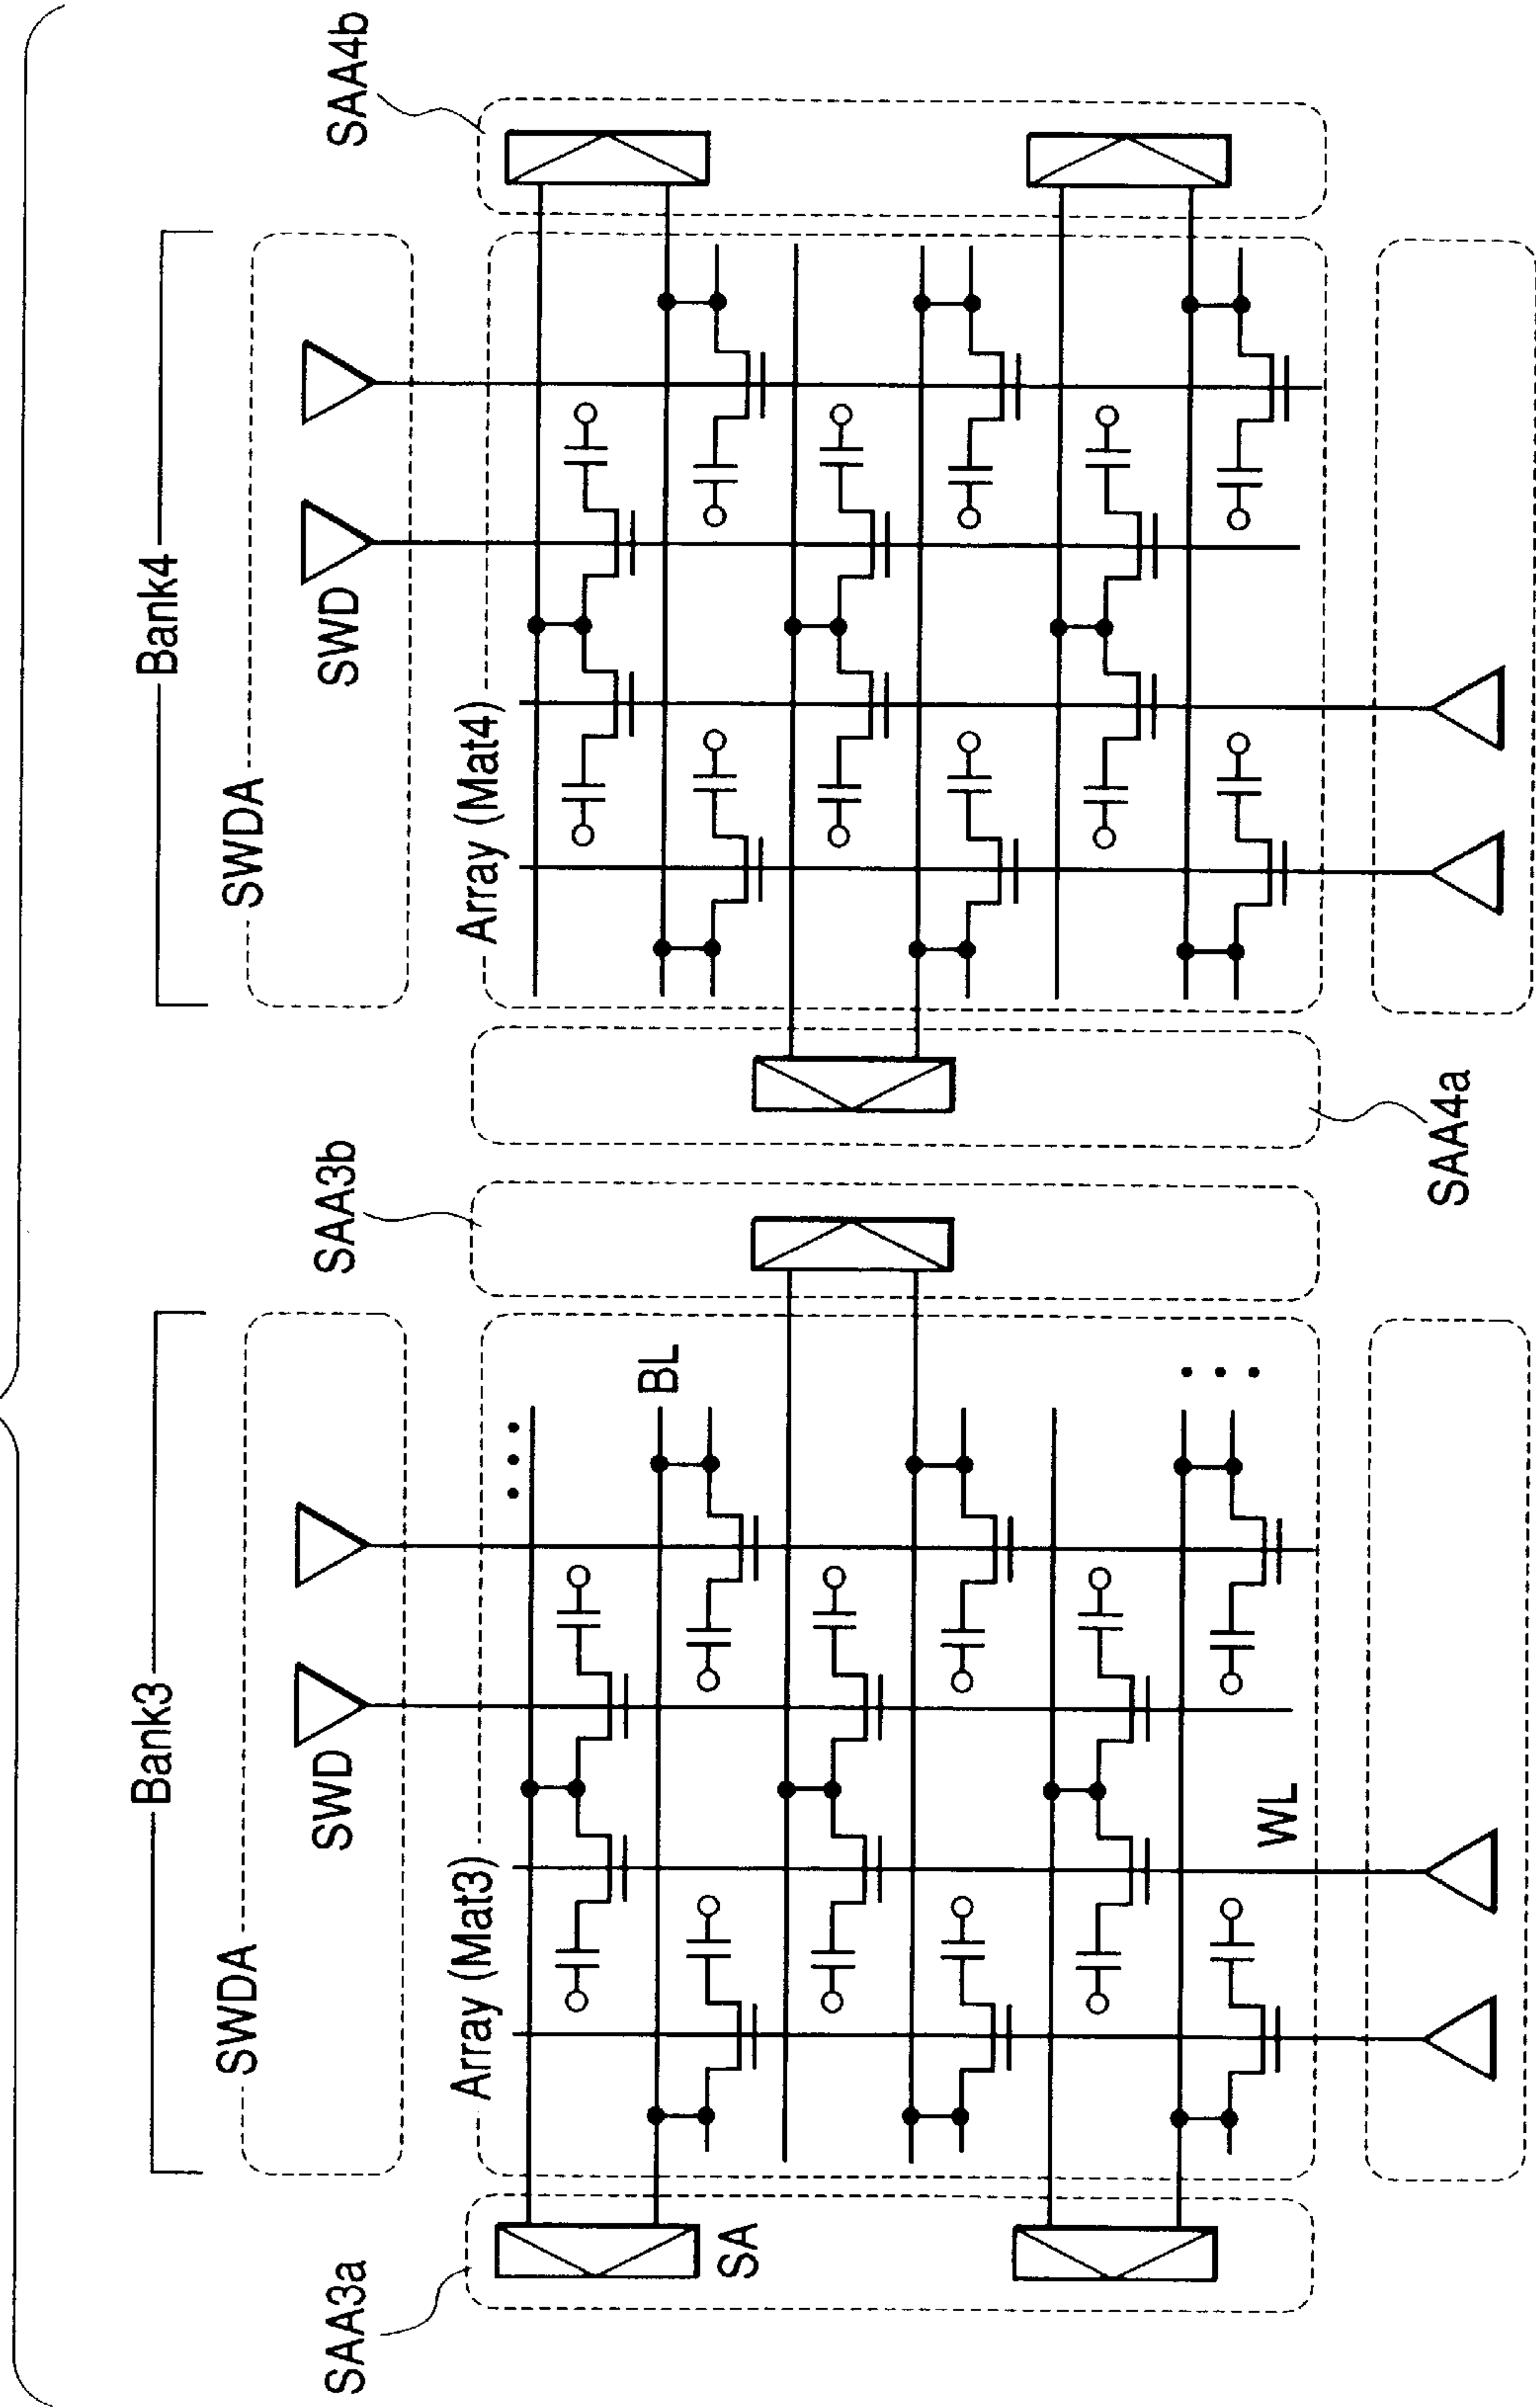 Bank3
Bank4
SWDA
SWDA
SWD
SWD
SAA3a
SAA3b
SAA4b
Array (Mat3)
Array (Mat4)
BL
SA
WL
SAA4a